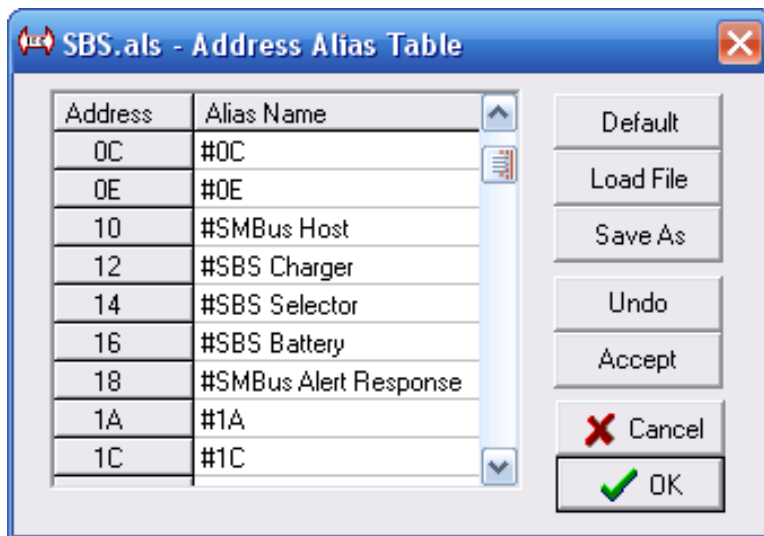 SBS.als - Address Alias Table
Address Alias Name
0C #0C
0E #0E
10 #SMBus Host
12 #SBS Charger
14 #SBS Selector
16 #SBS Battery
18 #SMBus Alert Response
1A #1A
1C #1C
Default
Load File
Save As
Undo
Accept
Cancel
OK